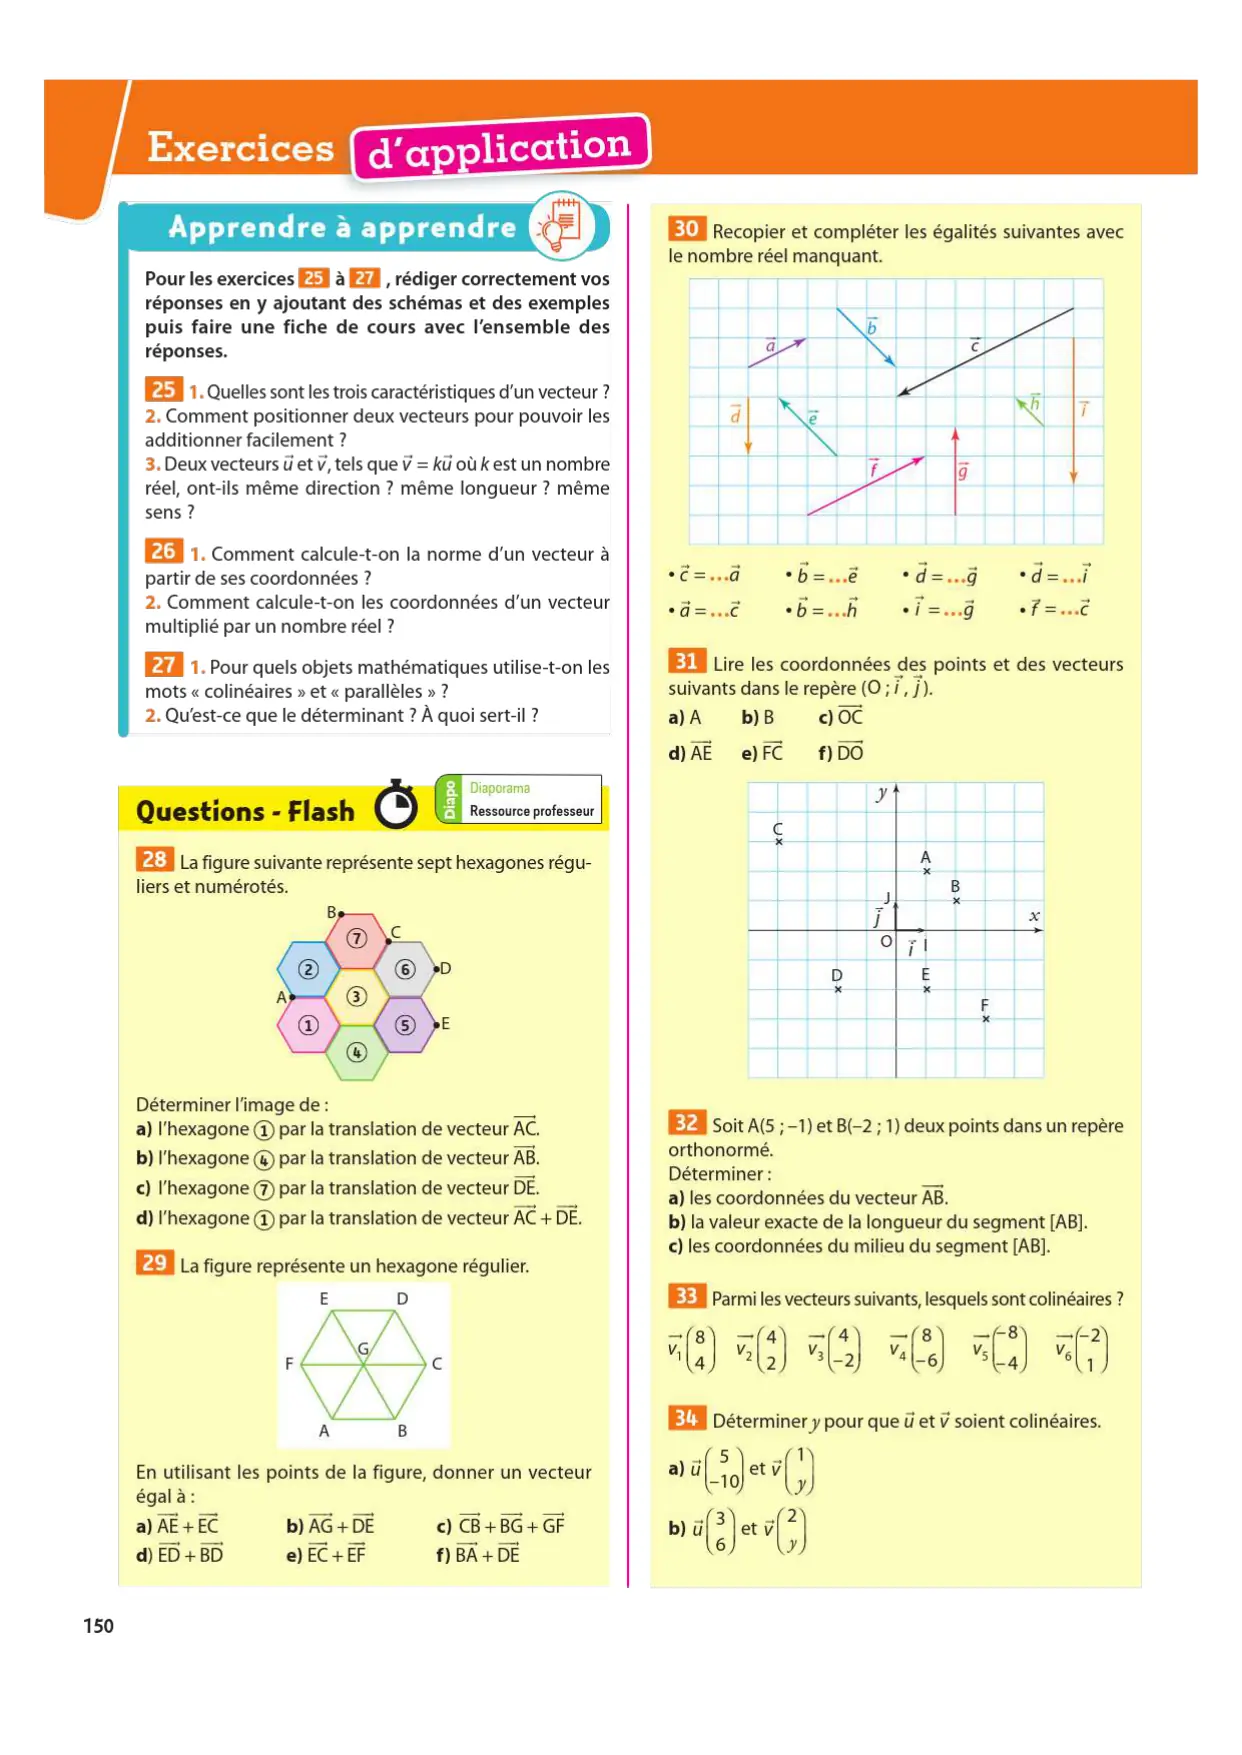 Exercices d'application
Apprendre à apprendre
Pour les exercices 25 à 27 , rédiger correctement vos
réponses en y ajoutant des schémas et des exemples
puis faire une fiche de cours avec l'ensemble des
réponses.
25 1. Quelles sont les trois caractéristiques d'un vecteur ?
2. Comment positionner deux vecteurs pour pouvoir les
additionner facilement ?
3. Deux vecteurs u⃗ et v⃗, tels que v⃗ = ku⃗ où k est un nombre
réel, ont-ils même direction ? même longueur ? même
sens ?
26 1. Comment calcule-t-on la norme d'un vecteur à
partir de ses coordonnées ?
2. Comment calcule-t-on les coordonnées d'un vecteur
multiplié par un nombre réel ?
27 1. Pour quels objets mathématiques utilise-t-on les
mots « colinéaires » et « parallèles » ?
2. Qu'est-ce que le déterminant ? À quoi sert-il ?
Questions - Flash
Diapo
Diaporama
Ressource professeur
28 La figure suivante représente sept hexagones régu-
liers et numérotés.
B
7 C
2 6 D
A 3
1 5 E
4
Déterminer l'image de :
a) l'hexagone ① par la translation de vecteur AC⃗.
b) l'hexagone ④ par la translation de vecteur AB⃗.
c) l'hexagone ⑦ par la translation de vecteur DE⃗.
d) l'hexagone ① par la translation de vecteur AC⃗ + DE⃗.
29 La figure représente un hexagone régulier.
E D
G
F C
A B
En utilisant les points de la figure, donner un vecteur
égal à :
a) AE⃗ + EC⃗ b) AG⃗ + DE⃗ c) CB⃗ + BG⃗ + GF⃗
d) ED⃗ + BD⃗ e) EC⃗ + EF⃗ f) BA⃗ + DE⃗
30 Recopier et compléter les égalités suivantes avec
le nombre réel manquant.
b⃗
a⃗ c⃗
d⃗ e⃗ h⃗ i⃗
f⃗ g⃗
• c⃗ = ...a⃗ • b⃗ = ...e⃗ • d⃗ = ...g⃗ • d⃗ = ...i⃗
• a⃗ = ...c⃗ • b⃗ = ...h⃗ • i⃗ = ...g⃗ • f⃗ = ...c⃗
31 Lire les coordonnées des points et des vecteurs
suivants dans le repère (O ; i⃗ , j⃗ ).
a) A b) B c) OC⃗
d) AE⃗ e) FC⃗ f) DO⃗
y
C
A
B
J
j⃗ x
O i⃗ I
D E
F
32 Soit A(5 ; –1) et B(–2 ; 1) deux points dans un repère
orthonormé.
Déterminer :
a) les coordonnées du vecteur AB⃗.
b) la valeur exacte de la longueur du segment [AB].
c) les coordonnées du milieu du segment [AB].
33 Parmi les vecteurs suivants, lesquels sont colinéaires ?
v₁⃗ (8 4) v₂⃗ (4 2) v₃⃗ (4 –2) v₄⃗ (8 –6) v₅⃗ (–8 –4) v₆⃗ (–2 1)
34 Déterminer y pour que u⃗ et v⃗ soient colinéaires.
a) u⃗ (5 –10) et v⃗ (1 y)
b) u⃗ (3 6) et v⃗ (2 y)
150